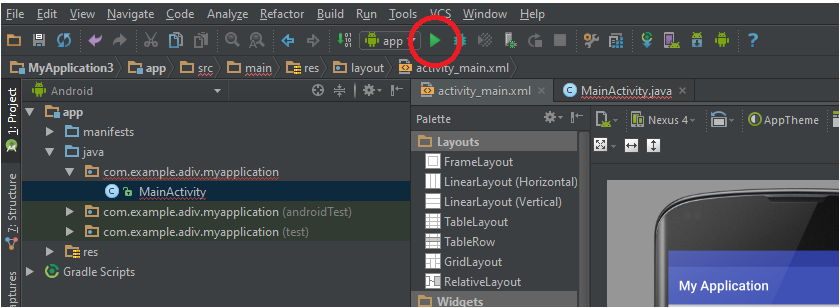 File Edit View Navigate Code Analyze Refactor Build Run Tools VCS Window Help
app
MyApplication3 app src main res layout activity_main.xml
1: Project
Android
activity_main.xml MainActivity.java
app
manifests
java
com.example.adiv.myapplication
MainActivity
com.example.adiv.myapplication (androidTest)
com.example.adiv.myapplication (test)
res
Gradle Scripts
7: Structure
Captures
Palette
Nexus 4 AppTheme
Layouts
FrameLayout
LinearLayout (Horizontal)
LinearLayout (Vertical)
TableLayout
TableRow
GridLayout
RelativeLayout
Widgets
My Application